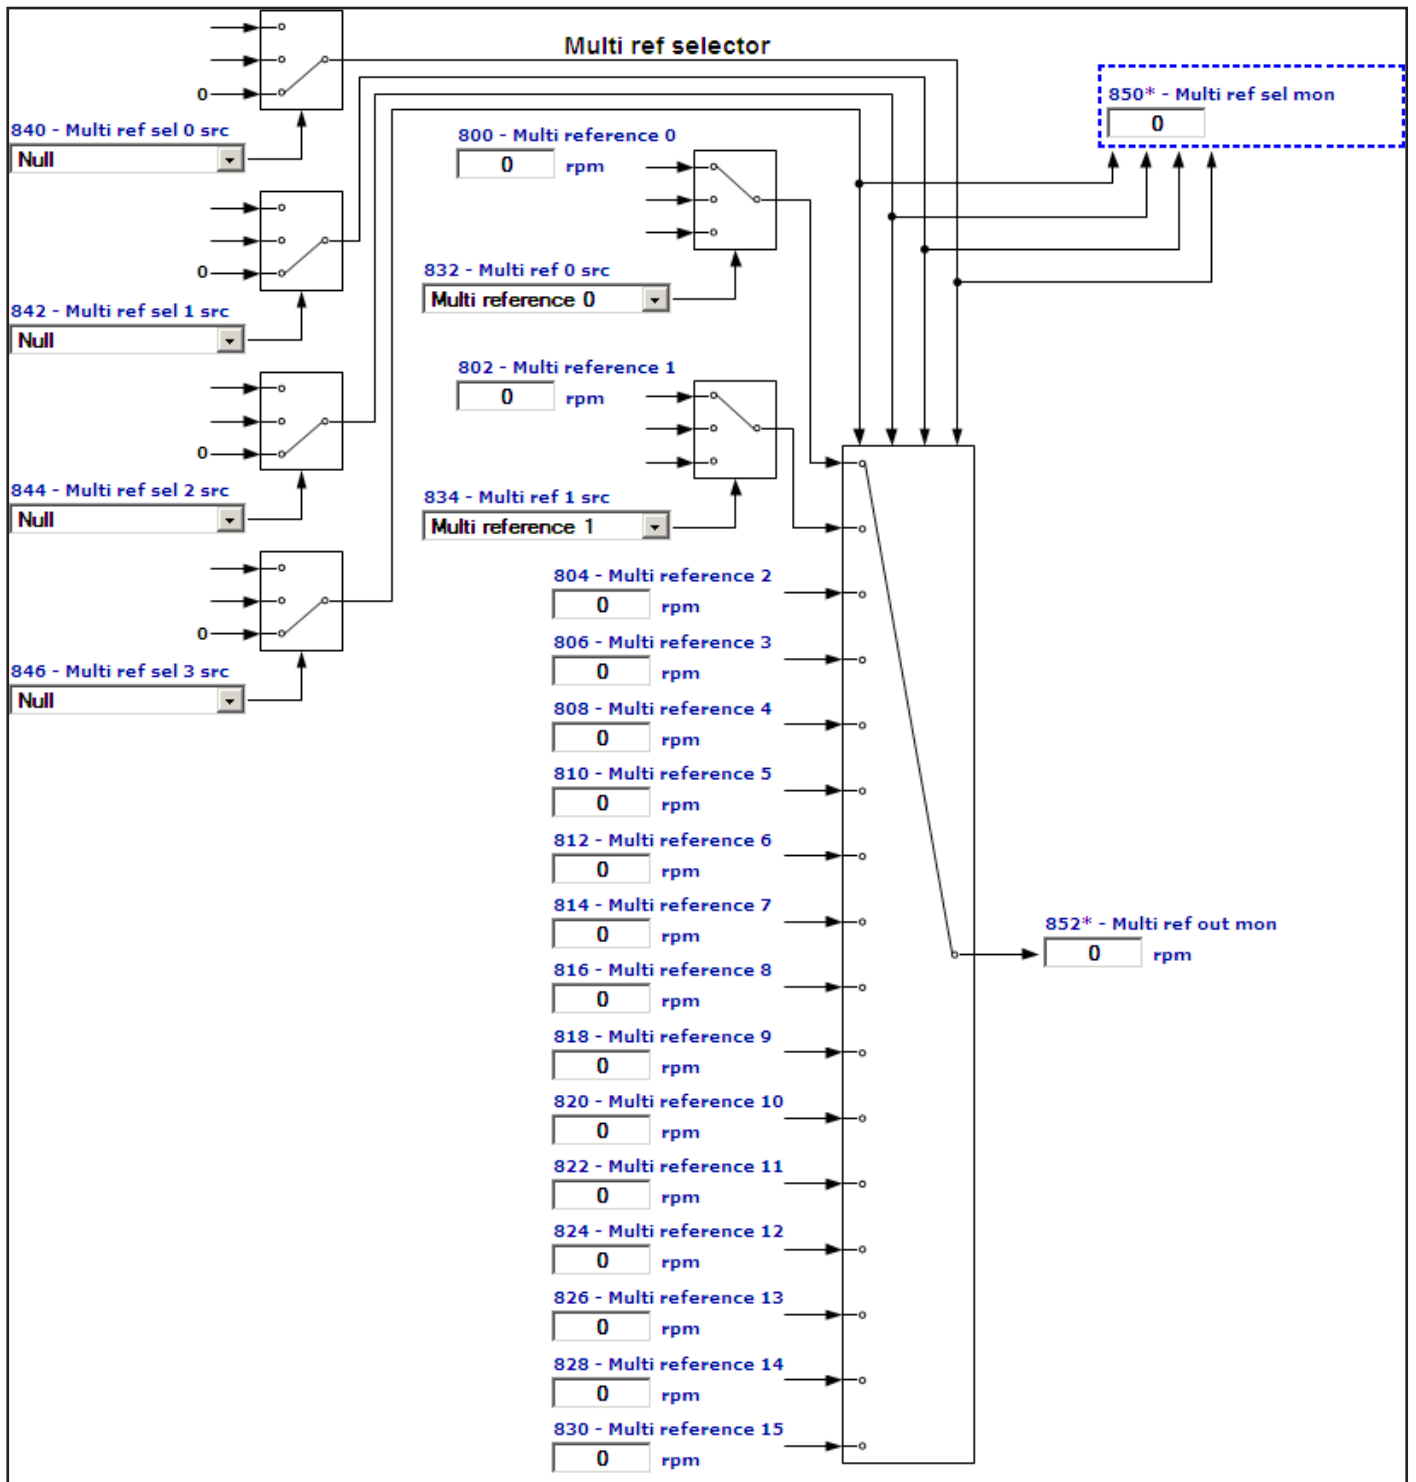 Multi ref selector
0
840 - Multi ref sel 0 src
Null
0
842 - Multi ref sel 1 src
Null
0
844 - Multi ref sel 2 src
Null
0
846 - Multi ref sel 3 src
Null
800 - Multi reference 0
0 rpm
832 - Multi ref 0 src
Multi reference 0
802 - Multi reference 1
0 rpm
834 - Multi ref 1 src
Multi reference 1
804 - Multi reference 2
0 rpm
806 - Multi reference 3
0 rpm
808 - Multi reference 4
0 rpm
810 - Multi reference 5
0 rpm
812 - Multi reference 6
0 rpm
814 - Multi reference 7
0 rpm
816 - Multi reference 8
0 rpm
818 - Multi reference 9
0 rpm
820 - Multi reference 10
0 rpm
822 - Multi reference 11
0 rpm
824 - Multi reference 12
0 rpm
826 - Multi reference 13
0 rpm
828 - Multi reference 14
0 rpm
830 - Multi reference 15
0 rpm
850* - Multi ref sel mon
0
852* - Multi ref out mon
0 rpm